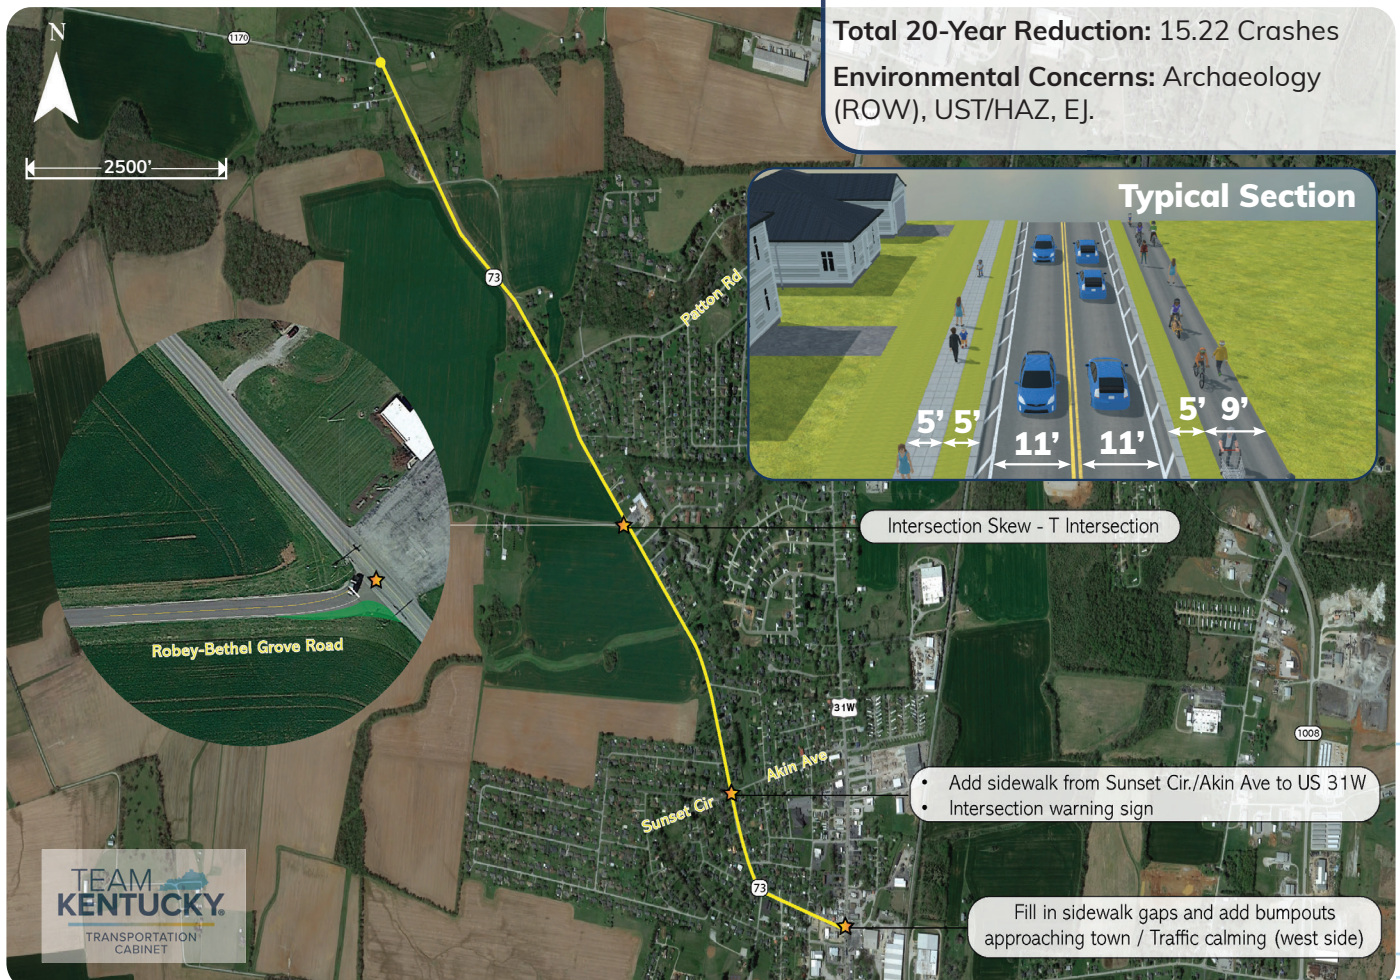 N
1170
2500'
Total 20-Year Reduction: 15.22 Crashes
Environmental Concerns: Archaeology
(ROW), UST/HAZ, EJ.
Typical Section
5' 5' 11' 11' 5' 9'
73
Patton Rd
Intersection Skew - T Intersection
Robey-Bethel Grove Road
31W
1008
Akin Ave
Sunset Cir
• Add sidewalk from Sunset Cir./Akin Ave to US 31W
• Intersection warning sign
73
Fill in sidewalk gaps and add bumpouts
approaching town / Traffic calming (west side)
TEAM
KENTUCKY®
TRANSPORTATION
CABINET